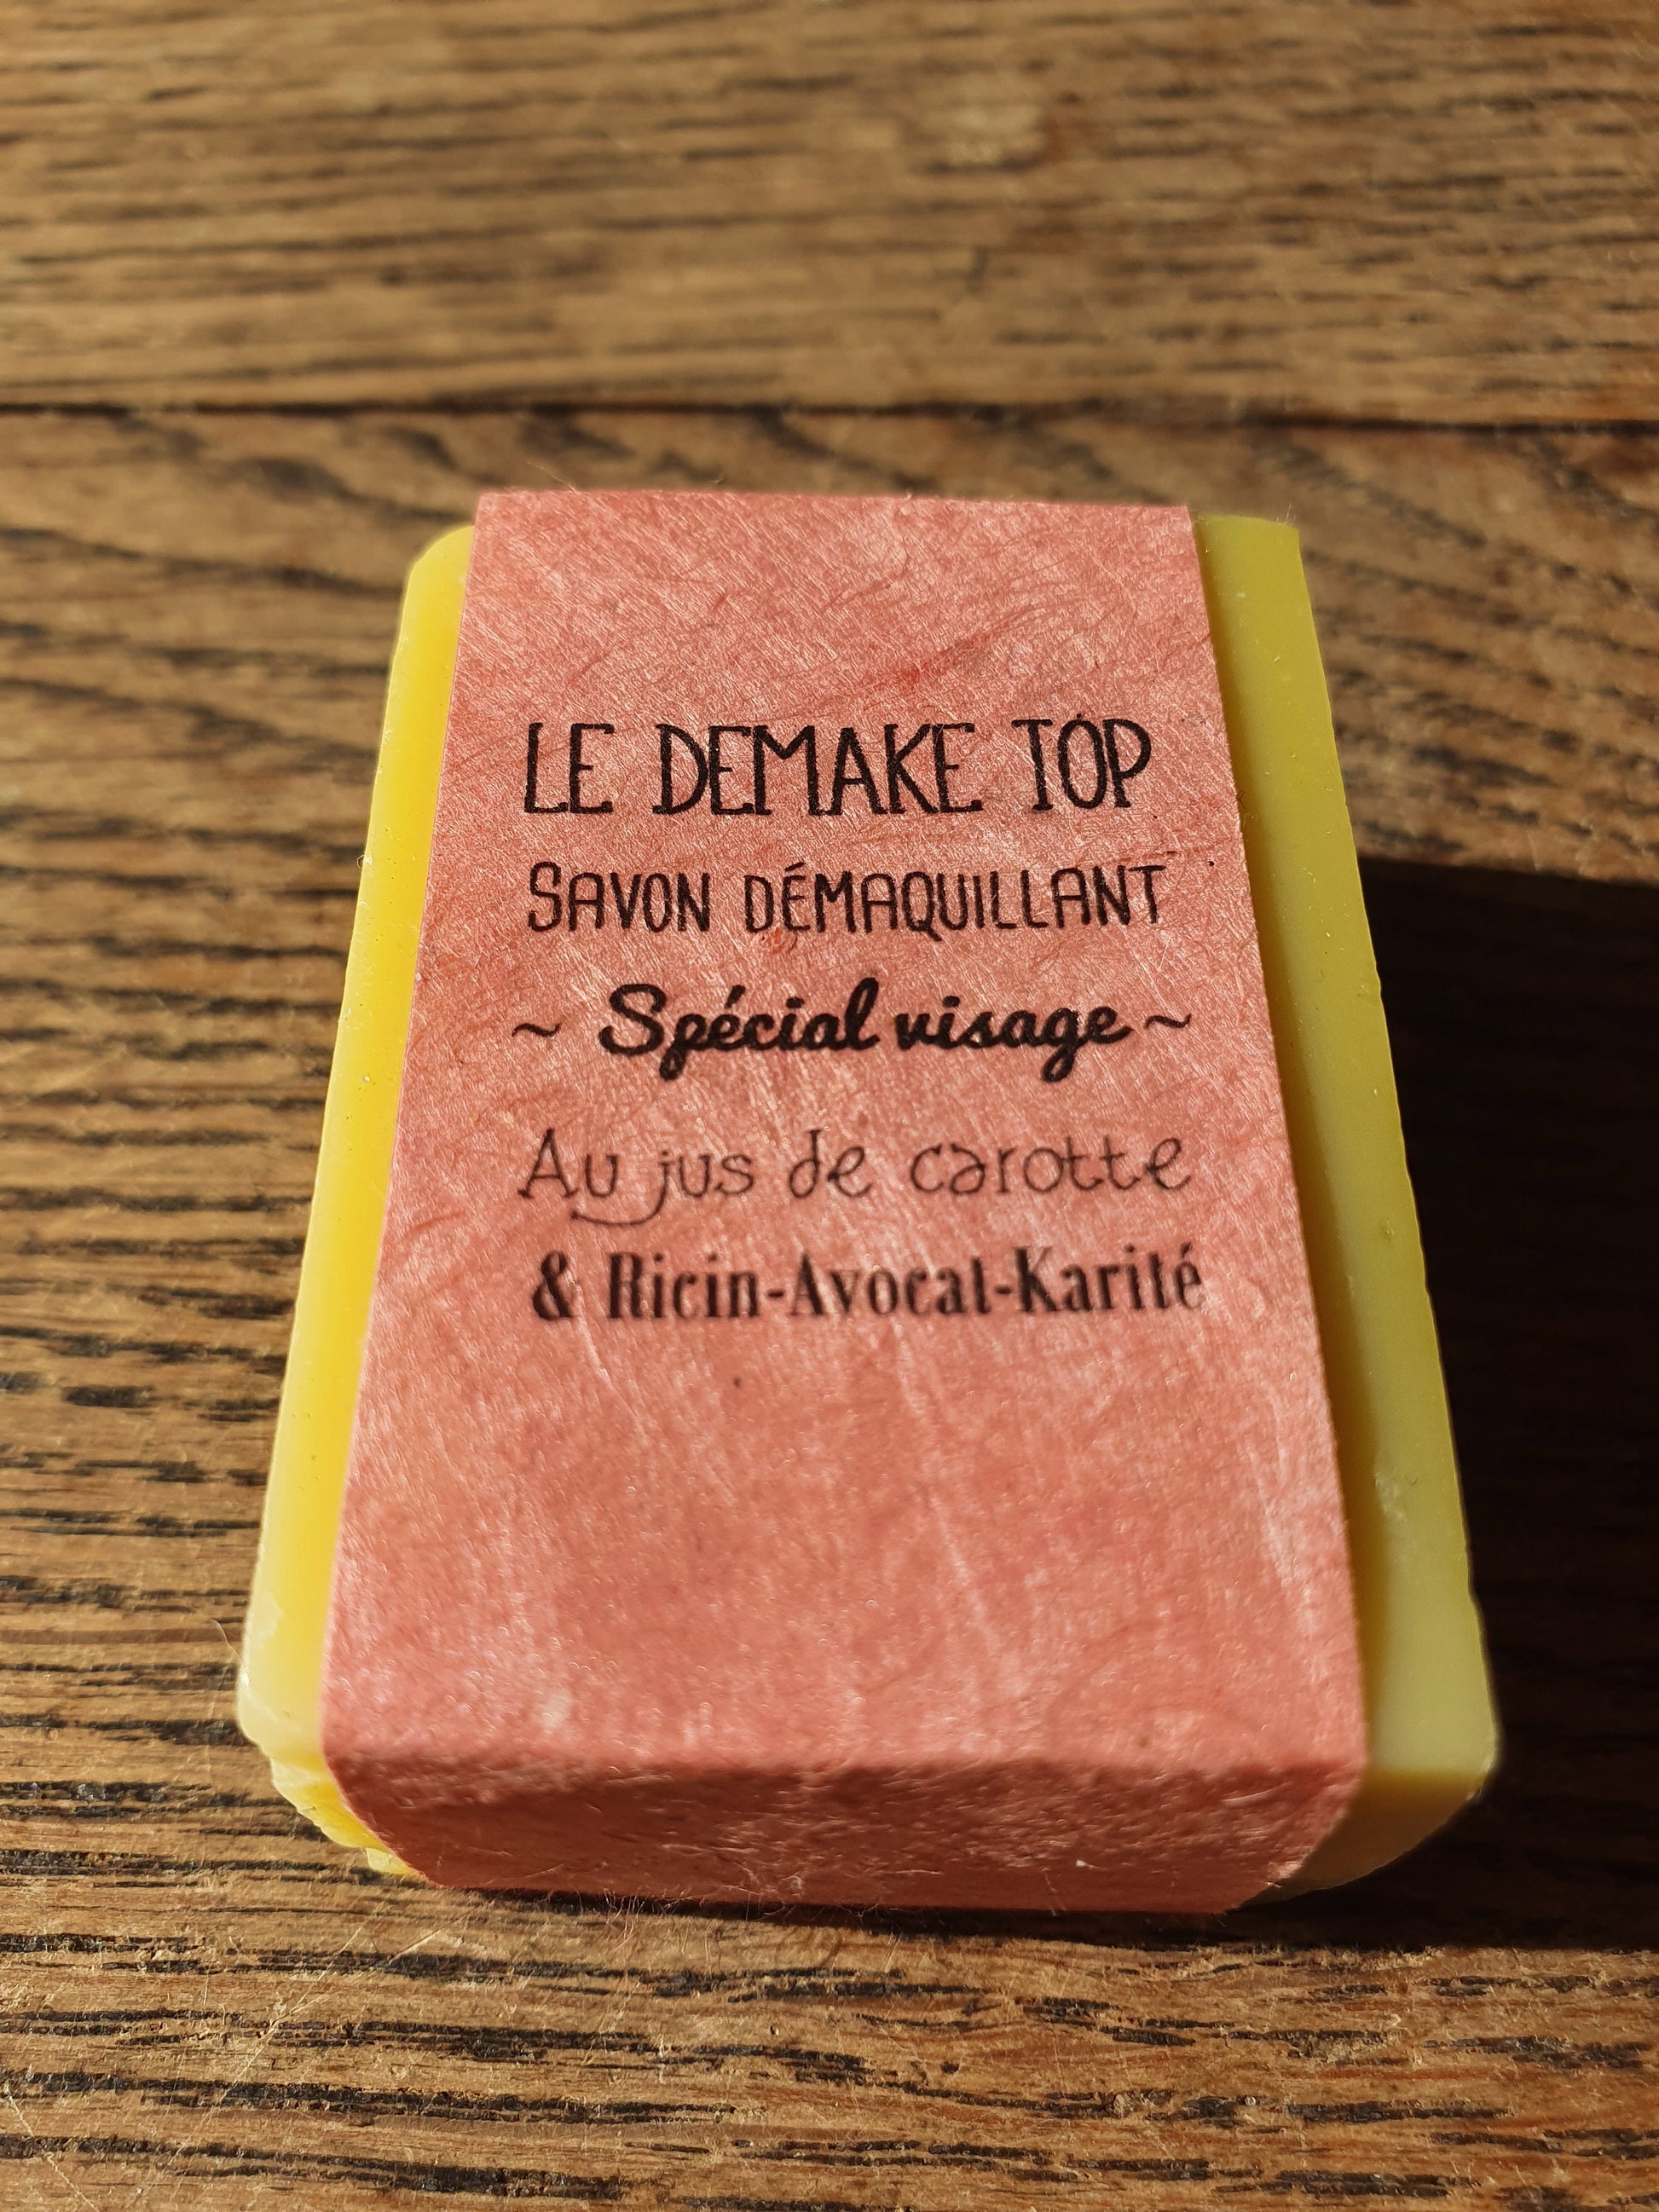 LE DEMAKE TOP
SAVON DÉMAQUILLANT
~ Spécial visage ~
Au jus de carotte
& Ricin-Avocat-Karité